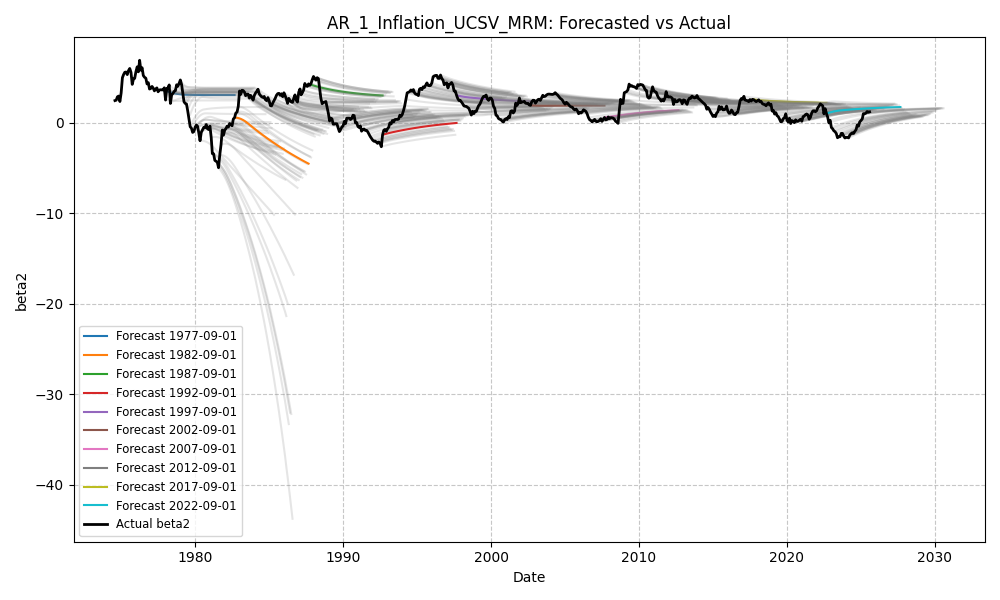 AR_1_Inflation_UCSV_MRM: Forecasted vs Actual
beta2
0
−10
−20
−30
−40
Forecast 1977-09-01
Forecast 1982-09-01
Forecast 1987-09-01
Forecast 1992-09-01
Forecast 1997-09-01
Forecast 2002-09-01
Forecast 2007-09-01
Forecast 2012-09-01
Forecast 2017-09-01
Forecast 2022-09-01
Actual beta2
1980 1990 2000 2010 2020 2030
Date